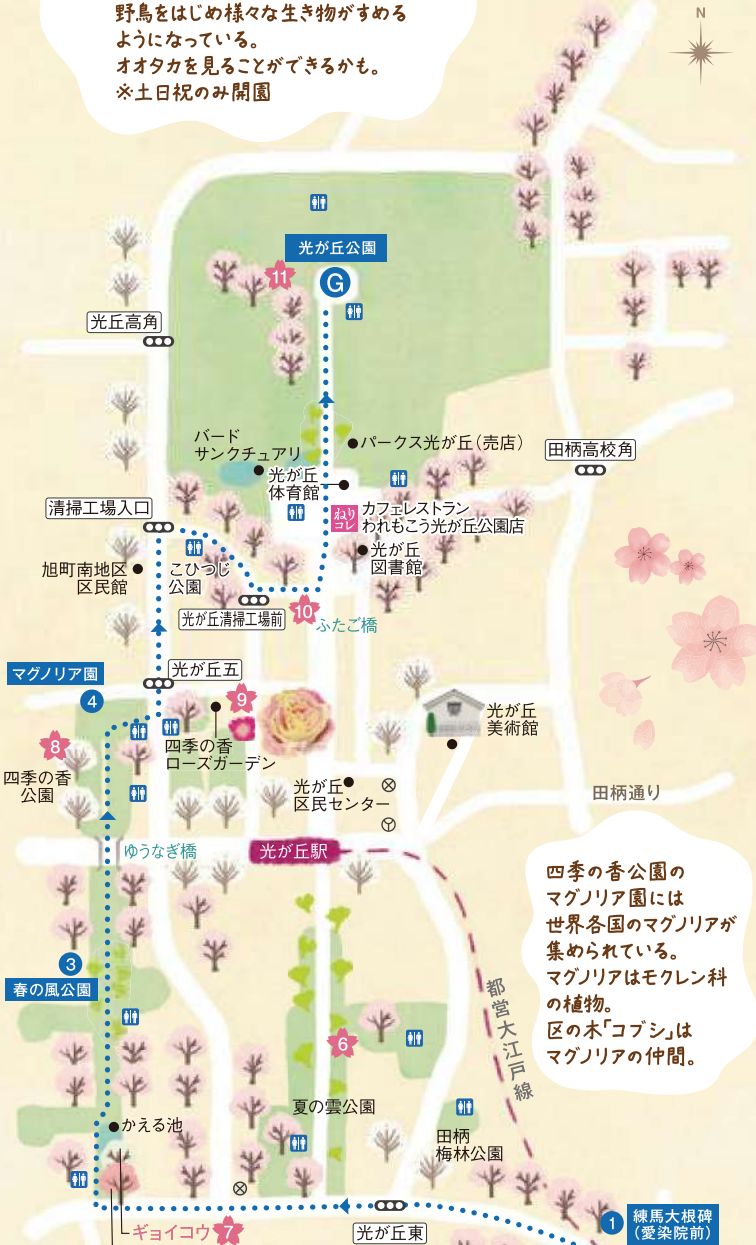 野鳥をはじめ様々な生き物がすめる
ようになっている。
オオタカを見ることができるかも。
※土日祝のみ開園
N
光が丘公園
G
11
光丘高角
バード
サンクチュアリ
パークス光が丘(売店)
田柄高校角
光が丘
体育館
清掃工場入口
ねり
コレ
カフェレストラン
われもこう光が丘公園店
旭町南地区
区民館
こひつじ
公園
光が丘
図書館
光が丘清掃工場前
10
ふたご橋
マグノリア園
4
光が丘五
9
8
四季の香
公園
四季の香
ローズガーデン
光が丘
美術館
光が丘
区民センター
田柄通り
ゆうなぎ橋
光が丘駅
四季の香公園の
マグノリア園には
世界各国のマグノリアが
集められている。
マグノリアはモクレン科
の植物。
区の木「コブシ」は
マグノリアの仲間。
3
春の風公園
都営大江戸線
6
夏の雲公園
かえる池
田柄
梅林公園
ギョイコウ
7
光が丘東
1
練馬大根碑
(愛染院前)